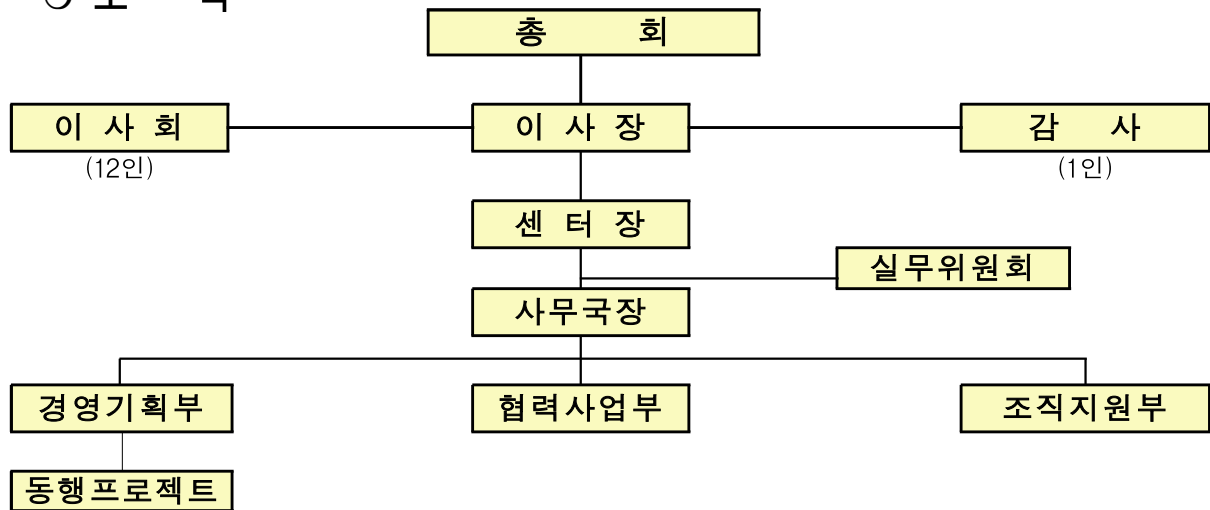 총 회
이 사 회 이 사 장 감 사
(12인) (1인)
센 터 장
실무위원회
사무국장
경영기획부 협력사업부 조직지원부
동행프로젝트